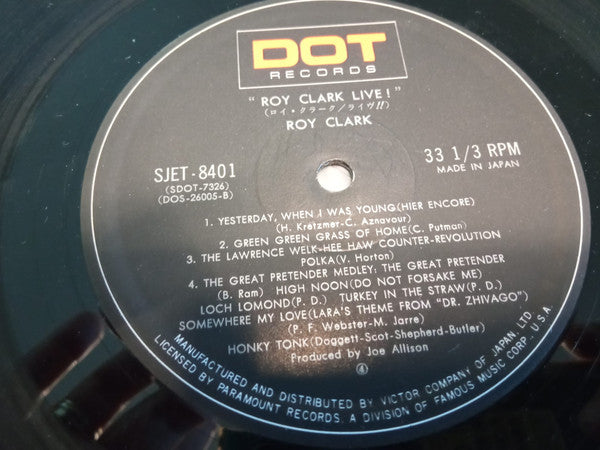 DOT
RECORDS
"ROY CLARK LIVE!"
(ロイ・クラーク/ライヴ!!)
ROY CLARK
SJET-8401
(SDOT-7326)
(DOS-26005-B)
33 1/3 RPM
MADE IN JAPAN
1. YESTERDAY, WHEN I WAS YOUNG(HIER ENCORE)
(H. Kretzmer-C. Aznavour)
2. GREEN GREEN GRASS OF HOME(C. Putman)
3. THE LAWRENCE WELK-HEE HAW COUNTER-REVOLUTION
POLKA(V. Horton)
4. THE GREAT PRETENDER MEDLEY: THE GREAT PRETENDER
(B. Ram) HIGH NOON(DO NOT FORSAKE ME)
LOCH LOMOND(P. D.) TURKEY IN THE STRAW(P. D.)
SOMEWHERE MY LOVE(LARA'S THEME FROM "DR. ZHIVAGO")
(P. F. Webster-M. Jarre)
HONKY TONK(Doggett-Scot-Shepherd-Butler)
Produced by Joe Allison
④
MANUFACTURED AND DISTRIBUTED BY VICTOR COMPANY OF JAPAN, LTD.
LICENSED BY PARAMOUNT RECORDS, A DIVISION OF FAMOUS MUSIC CORP., U.S.A.